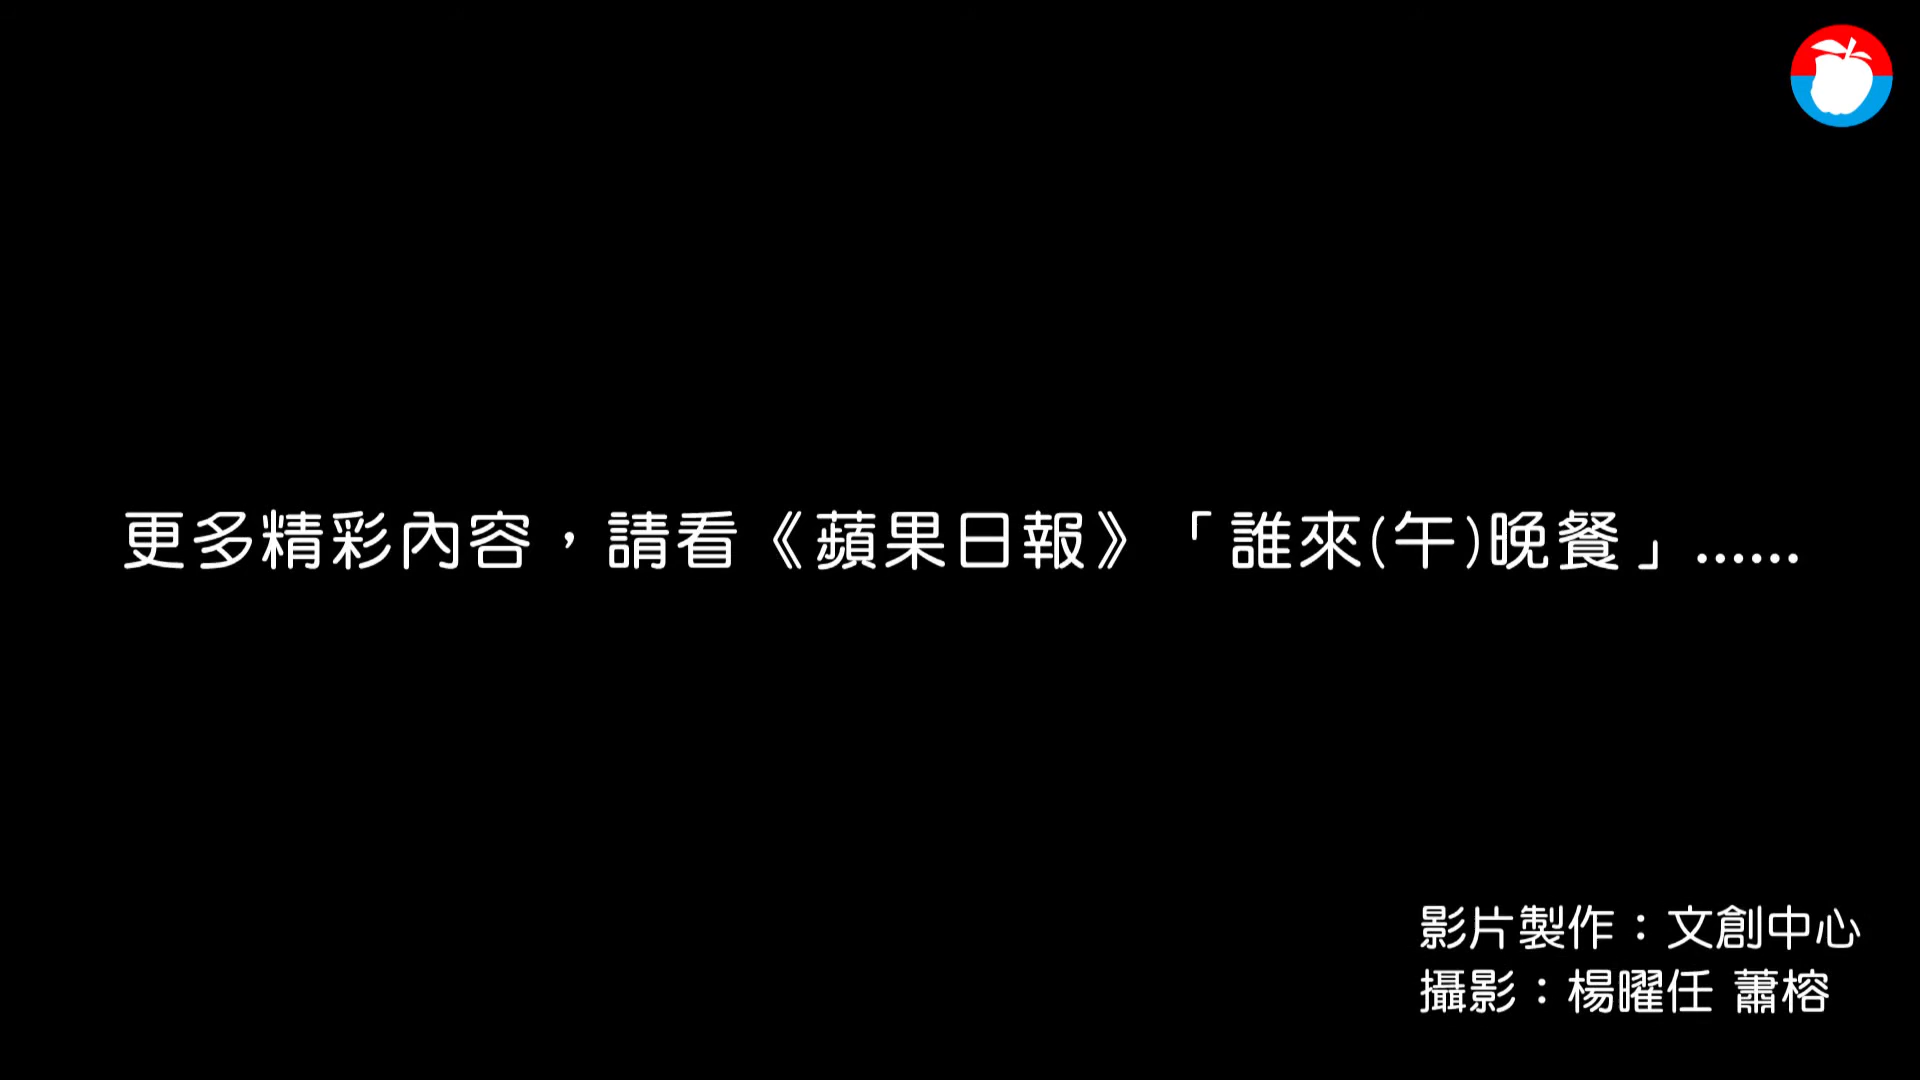 更多精彩內容，請看《蘋果日報》「誰來(午)晚餐」......
影片製作：文創中心
攝影：楊曜任 蕭榕